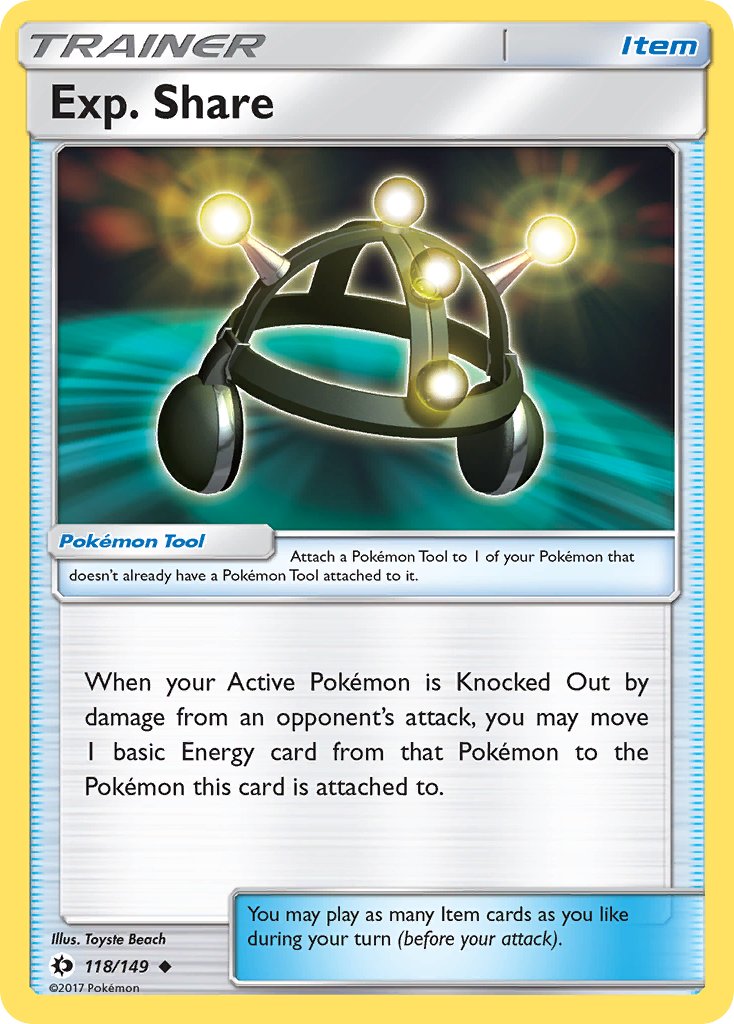 TRAINER
Item
Exp. Share
Pokémon Tool
Attach a Pokémon Tool to 1 of your Pokémon that
doesn't already have a Pokémon Tool attached to it.
When your Active Pokémon is Knocked Out by
damage from an opponent's attack, you may move
1 basic Energy card from that Pokémon to the
Pokémon this card is attached to.
You may play as many Item cards as you like
during your turn (before your attack).
Illus. Toyste Beach
118/149
©2017 Pokémon